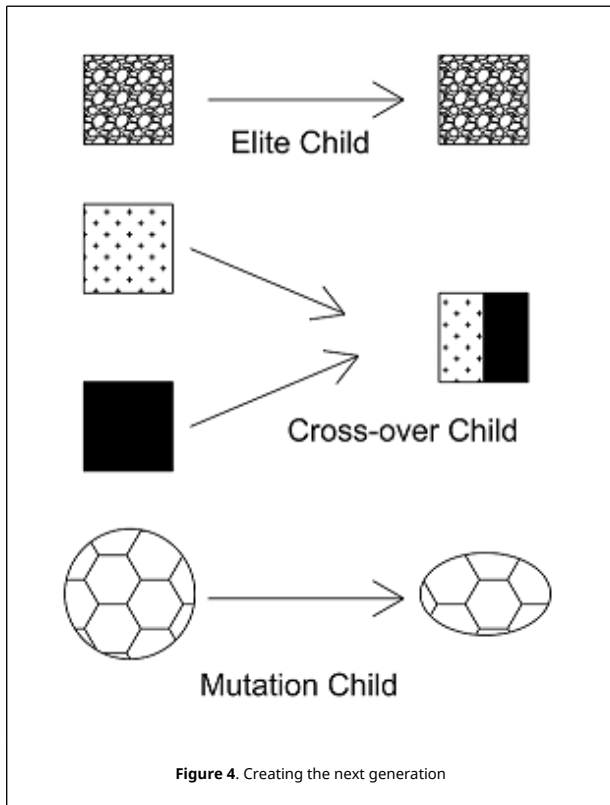 Elite Child
Cross-over Child
Mutation Child
Figure 4. Creating the next generation